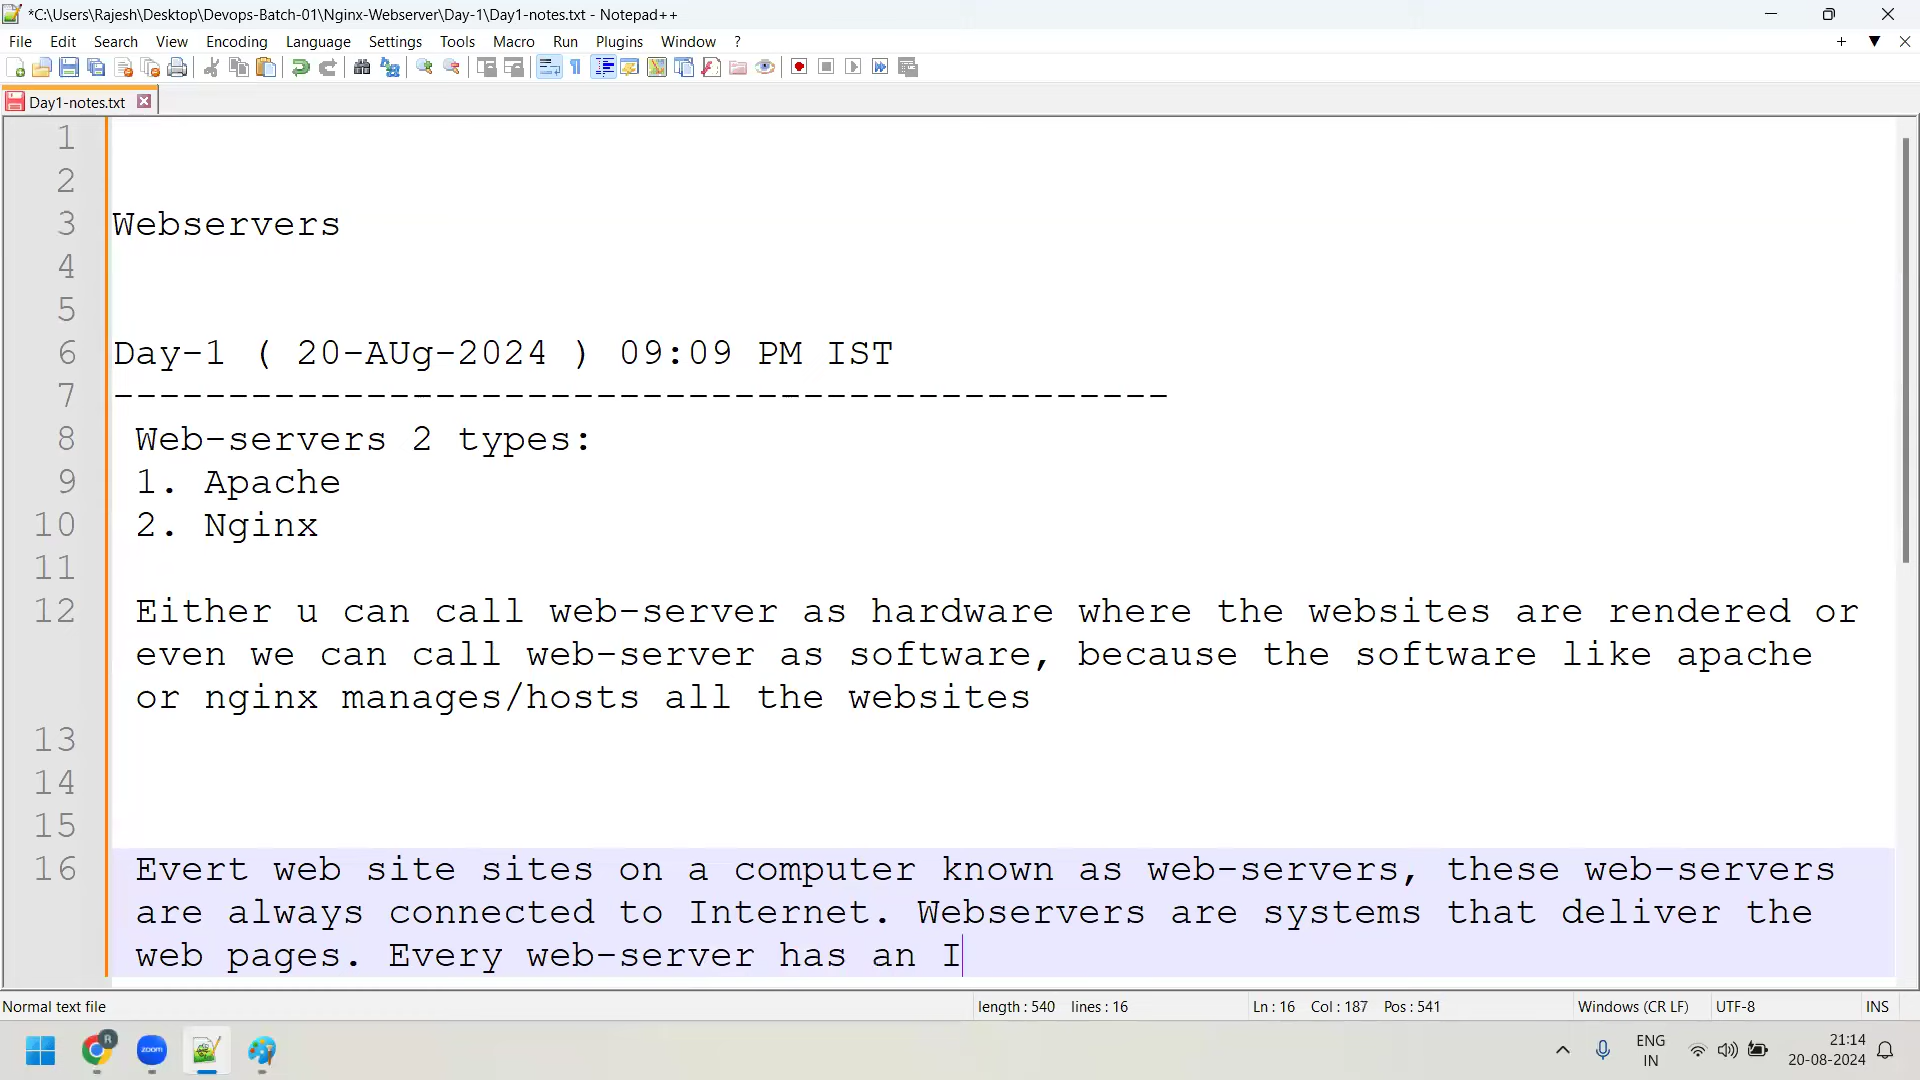 *C:\Users\Rajesh\Desktop\Devops-Batch-01\Nginx-Webserver\Day-1\Day1-notes.txt - Notepad++
File Edit Search View Encoding Language Settings Tools Macro Run Plugins Window ?
Day1-notes.txt
1
2
3 Webservers
4
5
6 Day-1 ( 20-AUg-2024 ) 09:09 PM IST
7 ----------------------------------------------
8 Web-servers 2 types:
9 1. Apache
10 2. Nginx
11
12 Either u can call web-server as hardware where the websites are rendered or
even we can call web-server as software, because the software like apache
or nginx manages/hosts all the websites
13
14
15
16 Evert web site sites on a computer known as web-servers, these web-servers
are always connected to Internet. Webservers are systems that deliver the
web pages. Every web-server has an I
Normal text file length : 540 lines : 16 Ln : 16 Col : 187 Pos : 541 Windows (CR LF) UTF-8 INS
R zoom ENG 21:14
IN 20-08-2024